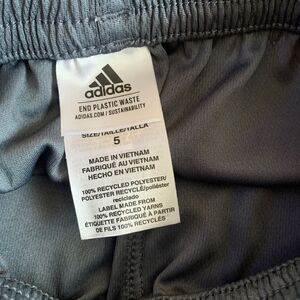 adidas
END PLASTIC WASTE
ADIDAS.COM / SUSTAINABILITY
SIZE/TAILLE/TALLA
5
MADE IN VIETNAM
FABRIQUÉ AU VIETNAM
HECHO EN VIETNAM
100% RECYCLED POLYESTER/
POLYESTER RECYCLÉ/poliéster
reciclado
LABEL MADE FROM
100% RECYCLED YARNS
ÉTIQUETTE FABRIQUÉ À PARTIR
DE FILS 100% RECYCLÉS